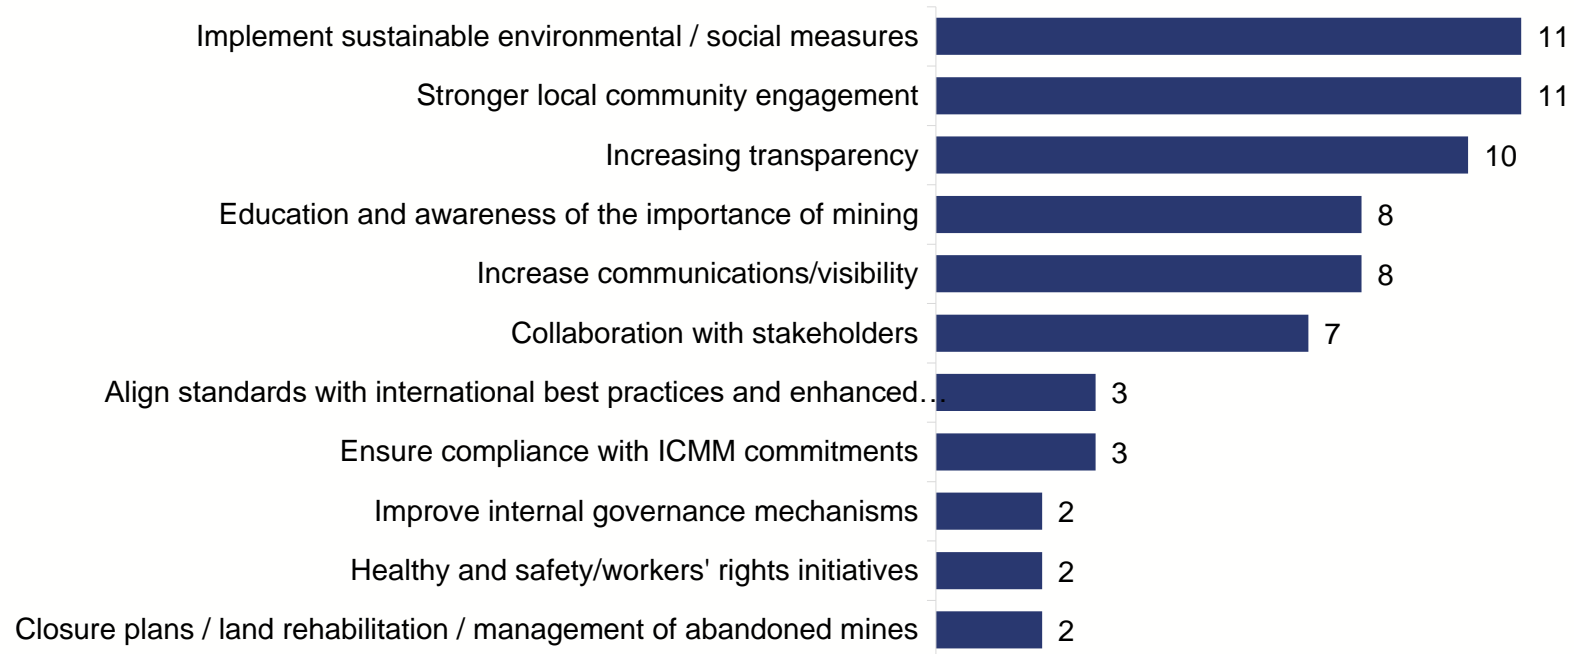 Implement sustainable environmental / social measures 11
Stronger local community engagement 11
Increasing transparency 10
Education and awareness of the importance of mining 8
Increase communications/visibility 8
Collaboration with stakeholders 7
Align standards with international best practices and enhanced… 3
Ensure compliance with ICMM commitments 3
Improve internal governance mechanisms 2
Healthy and safety/workers' rights initiatives 2
Closure plans / land rehabilitation / management of abandoned mines 2